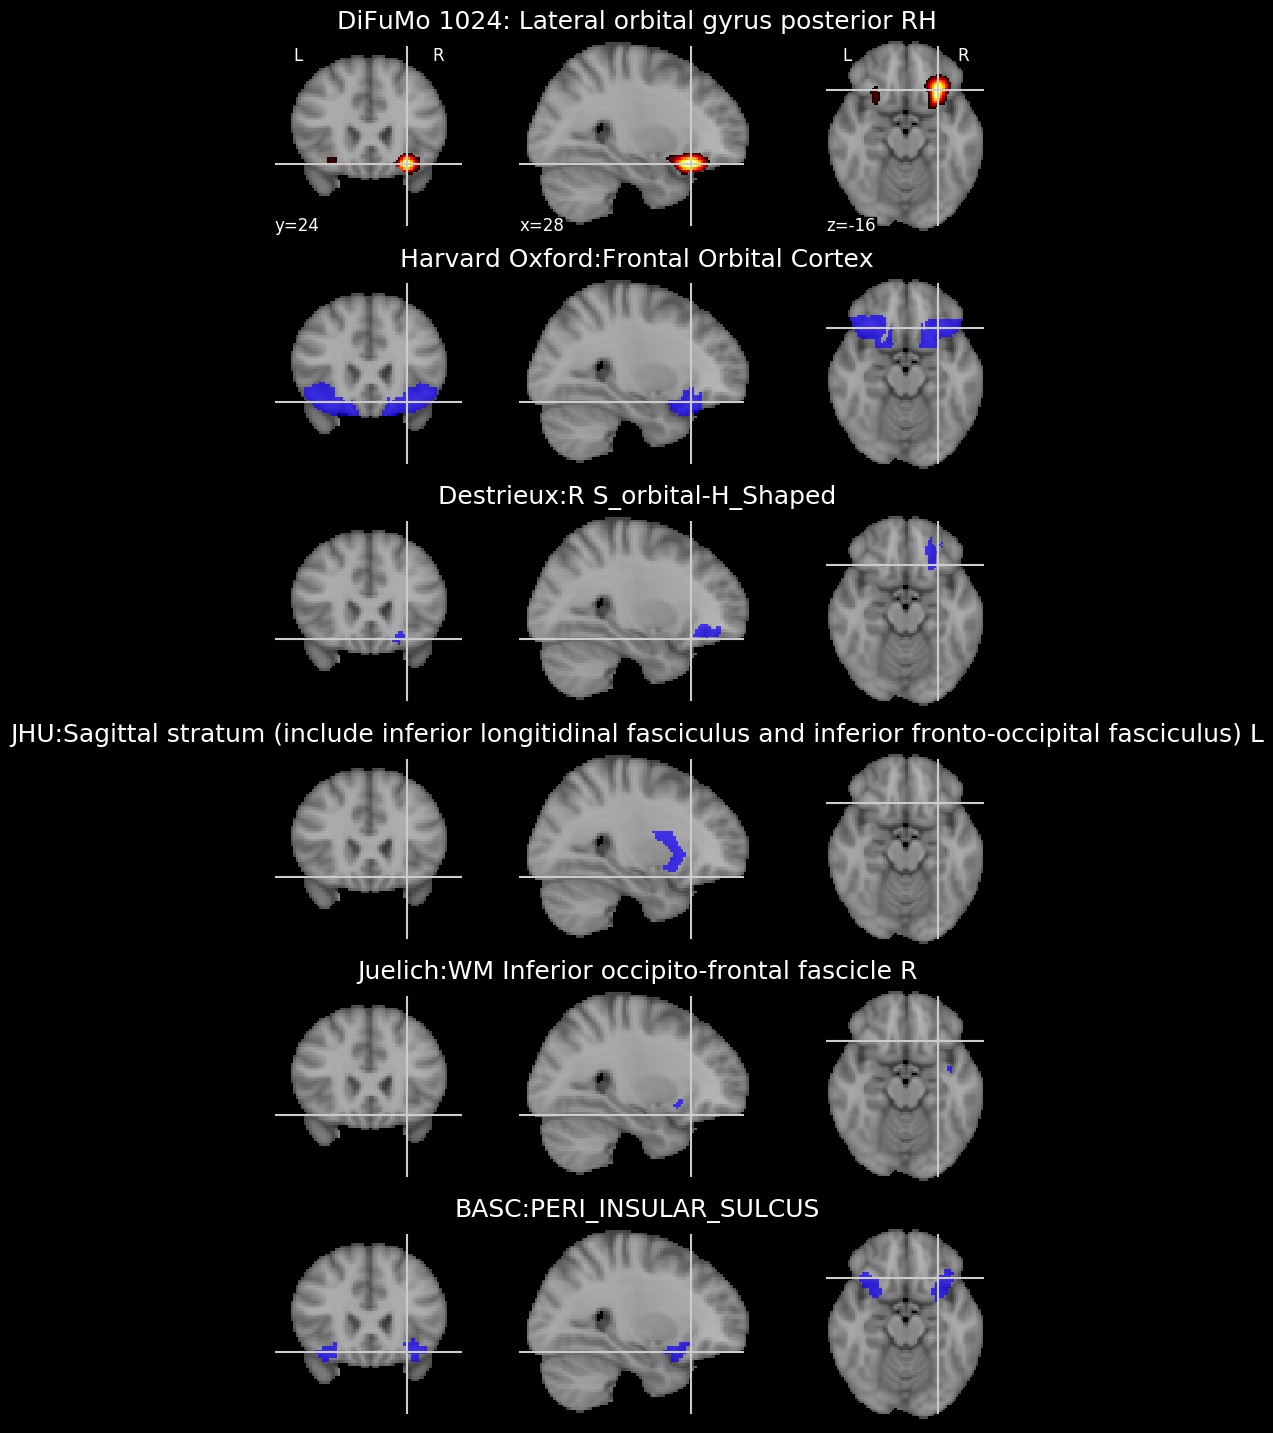 DiFuMo 1024: Lateral orbital gyrus posterior RH
L R L R
y=24 x=28 z=-16
Harvard Oxford:Frontal Orbital Cortex
Destrieux:R S_orbital-H_Shaped
JHU:Sagittal stratum (include inferior longitidinal fasciculus and inferior fronto-occipital fasciculus) L
Juelich:WM Inferior occipito-frontal fascicle R
BASC:PERI_INSULAR_SULCUS